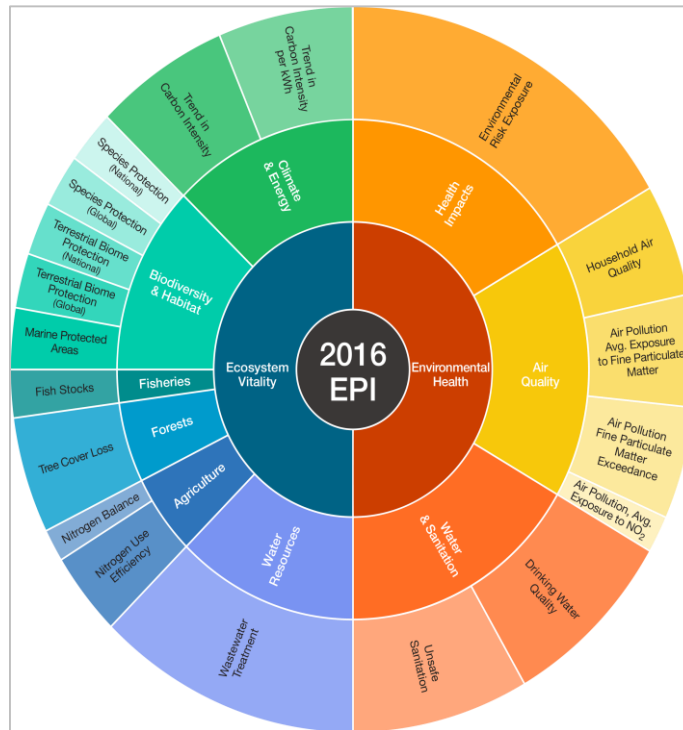 2016
EPI
Environmental
Health
Health
Impacts
Environmental
Risk Exposure
Air
Quality
Household Air
Quality
Air Pollution
Avg. Exposure
to Fine Particulate
Matter
Air Pollution
Fine Particulate
Matter
Exceedance
Air Pollution, Avg.
Exposure to NO2
Water
& Sanitation
Drinking Water
Quality
Unsafe
Sanitation
Ecosystem
Vitality
Water
Resources
Wastewater
Treatment
Agriculture
Nitrogen Use
Efficiency
Nitrogen Balance
Forests
Tree Cover Loss
Fisheries
Fish Stocks
Biodiversity
& Habitat
Marine Protected
Areas
Terrestrial Biome
Protection
(Global)
Terrestrial Biome
Protection
(National)
Species Protection
(Global)
Species Protection
(National)
Climate
& Energy
Trend in
Carbon Intensity
Trend in
Carbon Intensity
per kWh